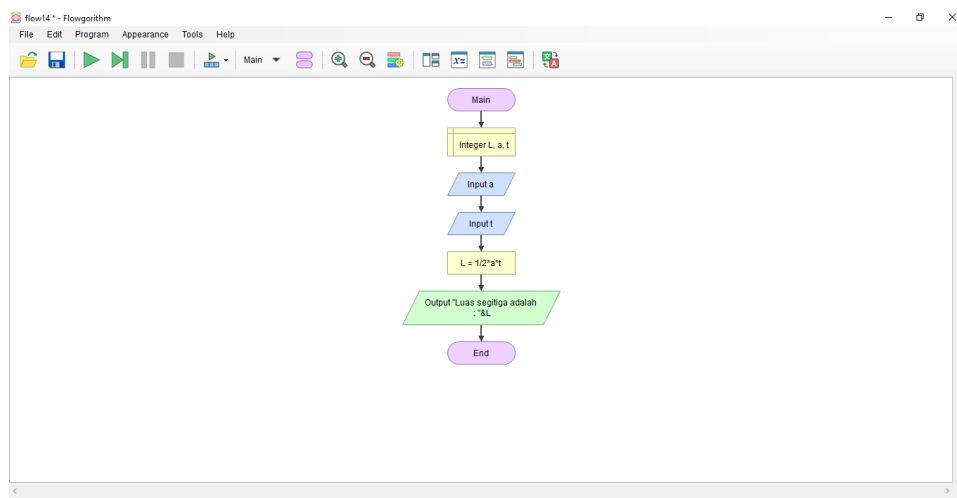 flow14 * - Flowgorithm
File Edit Program Appearance Tools Help
Main
Main
Integer L, a, t
Input a
Input t
L = 1/2*a*t
Output "Luas segitiga adalah
: "&L
End